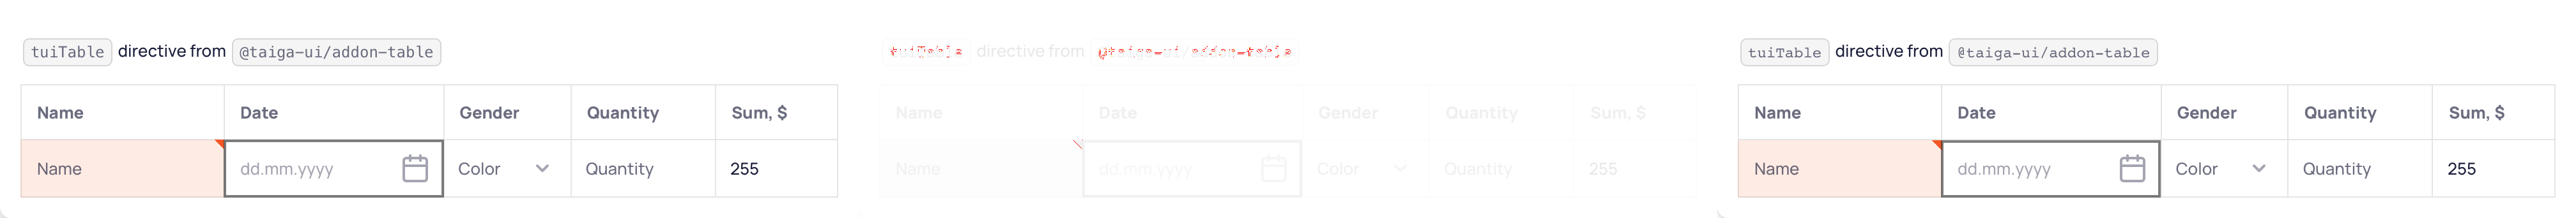 tuiTable directive from @taiga-ui/addon-table
Name Date Gender Quantity Sum, $
Name dd.mm.yyyy Color Quantity 255
tuiTable directive from @taiga-ui/addon-table
Name Date Gender Quantity Sum, $
Name dd.mm.yyyy Color Quantity 255
tuiTable directive from @taiga-ui/addon-table
Name Date Gender Quantity Sum, $
Name dd.mm.yyyy Color Quantity 255